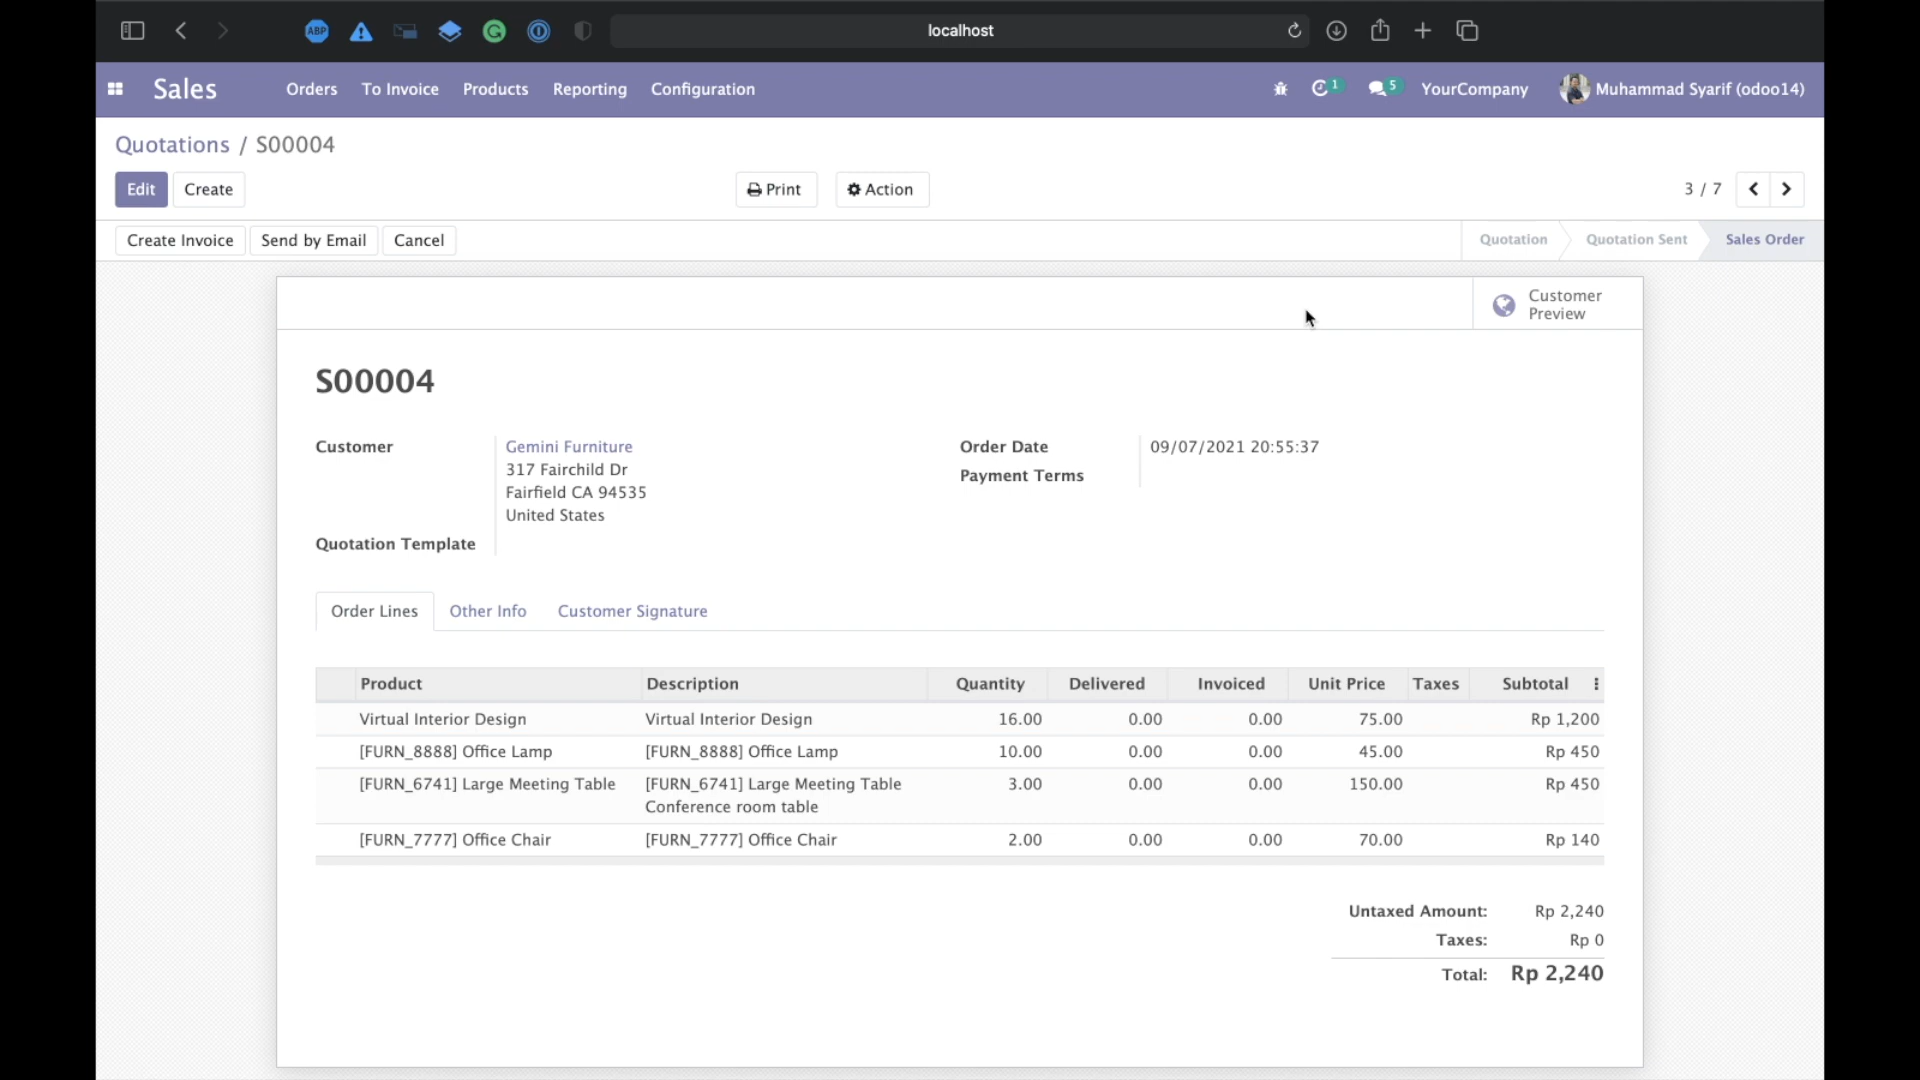 ABP
localhost
Sales Orders To Invoice Products Reporting Configuration 1 5 YourCompany Muhammad Syarif (odoo14)
Quotations / S00004
Edit Create Print Action 3 / 7
Create Invoice Send by Email Cancel Quotation Quotation Sent Sales Order
Customer
Preview
S00004
Customer Gemini Furniture Order Date 09/07/2021 20:55:37
317 Fairchild Dr Payment Terms
Fairfield CA 94535
United States
Quotation Template
Order Lines Other Info Customer Signature
Product Description Quantity Delivered Invoiced Unit Price Taxes Subtotal
Virtual Interior Design Virtual Interior Design 16.00 0.00 0.00 75.00 Rp 1,200
[FURN_8888] Office Lamp [FURN_8888] Office Lamp 10.00 0.00 0.00 45.00 Rp 450
[FURN_6741] Large Meeting Table [FURN_6741] Large Meeting Table 3.00 0.00 0.00 150.00 Rp 450
Conference room table
[FURN_7777] Office Chair [FURN_7777] Office Chair 2.00 0.00 0.00 70.00 Rp 140
Untaxed Amount: Rp 2,240
Taxes: Rp 0
Total: Rp 2,240